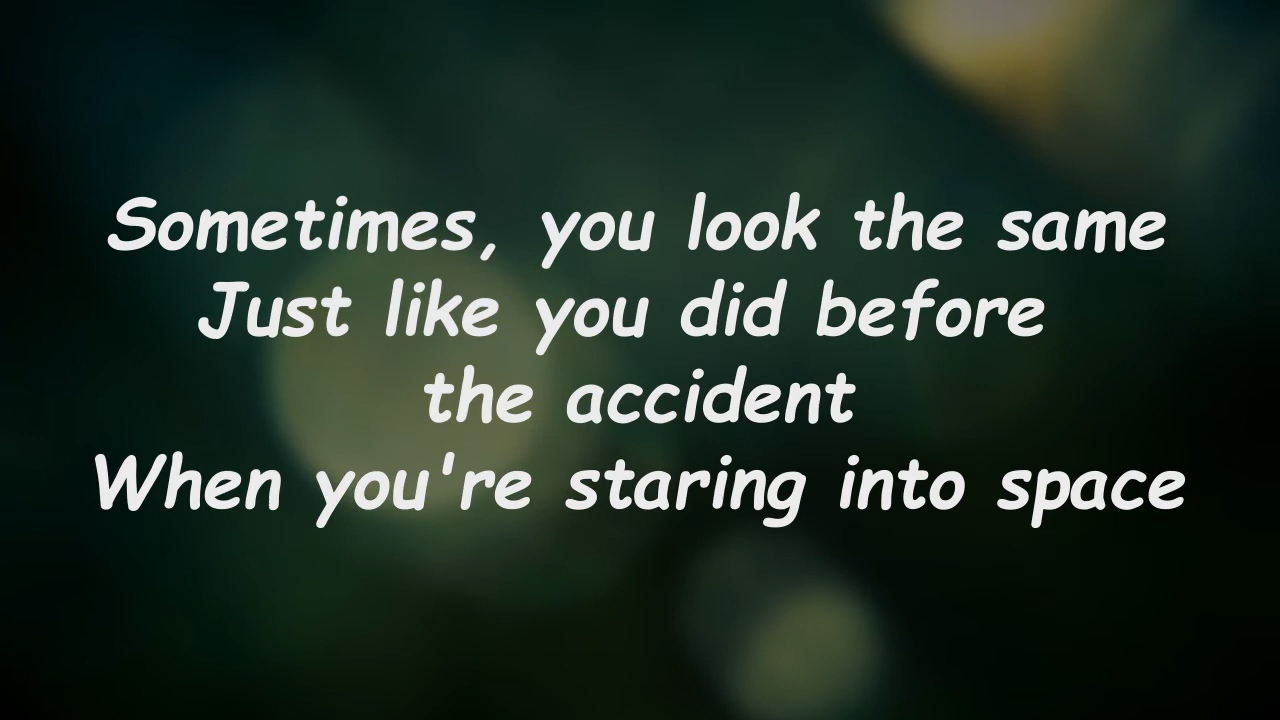 Sometimes, you look the same
Just like you did before
the accident
When you're staring into space